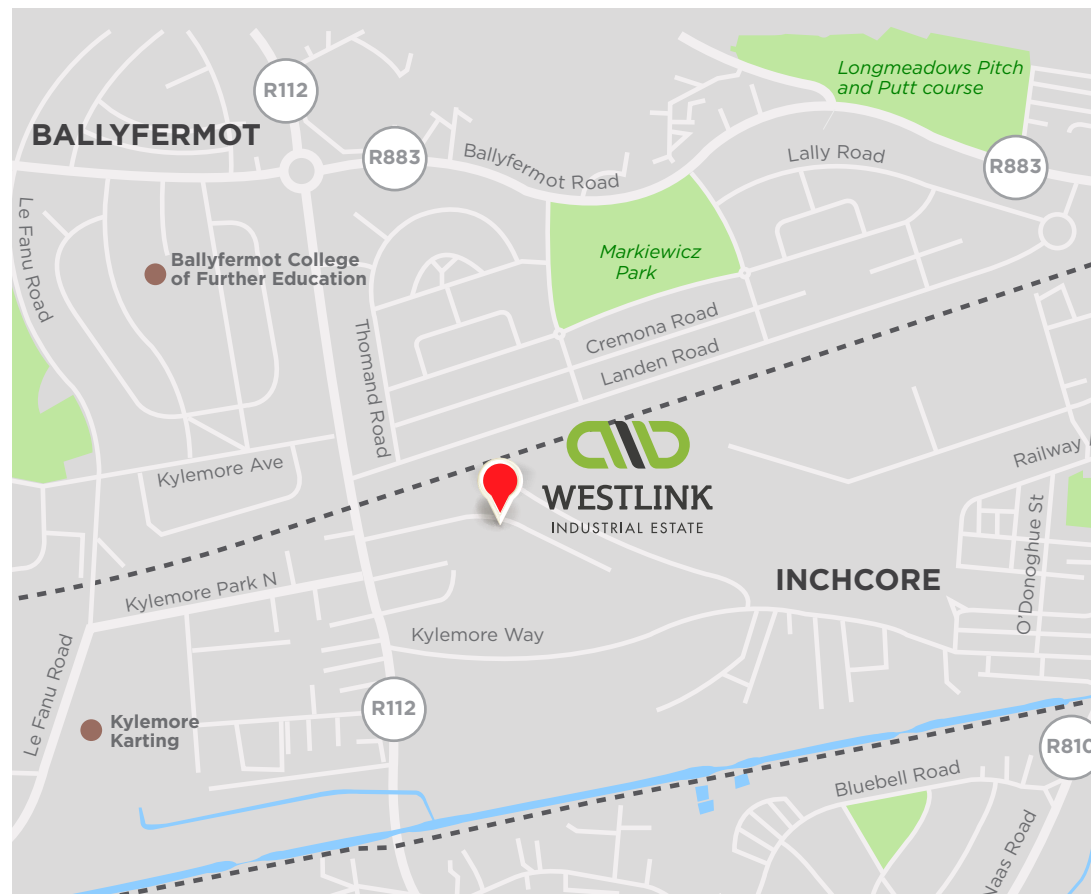 Longmeadows Pitch
and Putt course
R112
BALLYFERMOT
R883
Ballyfermot Road
Lally Road
R883
Le Fanu Road
Ballyfermot College
of Further Education
Markiewicz
Park
Thomand Road
Cremona Road
Landen Road
Kylemore Ave
Railway
WESTLINK
INDUSTRIAL ESTATE
O'Donoghue St
INCHCORE
Kylemore Park N
Kylemore Way
Le Fanu Road
Kylemore
Karting
R112
R810
Bluebell Road
Naas Road